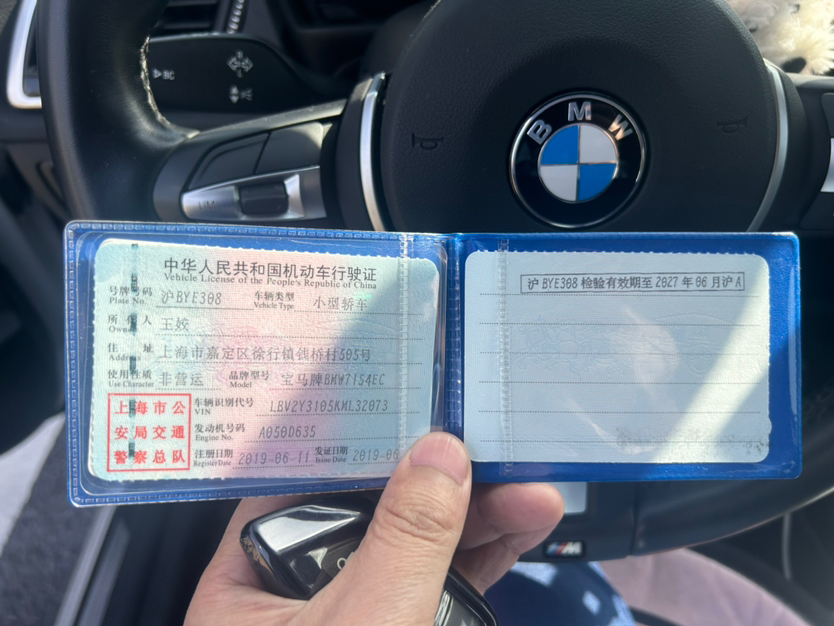 BMW
LIM
中华人民共和国机动车行驶证
Vehicle License of the People's Republic of China
号牌号码 沪BYE308 车辆类型 小型轿车
Plate No. Vehicle Type
所有人 王姣
Owner
住址 上海市嘉定区徐行镇钱桥村505号
Address
使用性质 非营运 品牌型号 宝马牌BMW7154EC
Use Character Model
上海市公
安局交通
警察总队
车辆识别代号 LBV2Y3105KML32073
VIN
发动机号码 A050D635
Engine No.
注册日期 2019-06-11 发证日期 2019-06
Register Date Issue Date
沪BYE308 检验有效期至 2027 年 06 月沪A
M